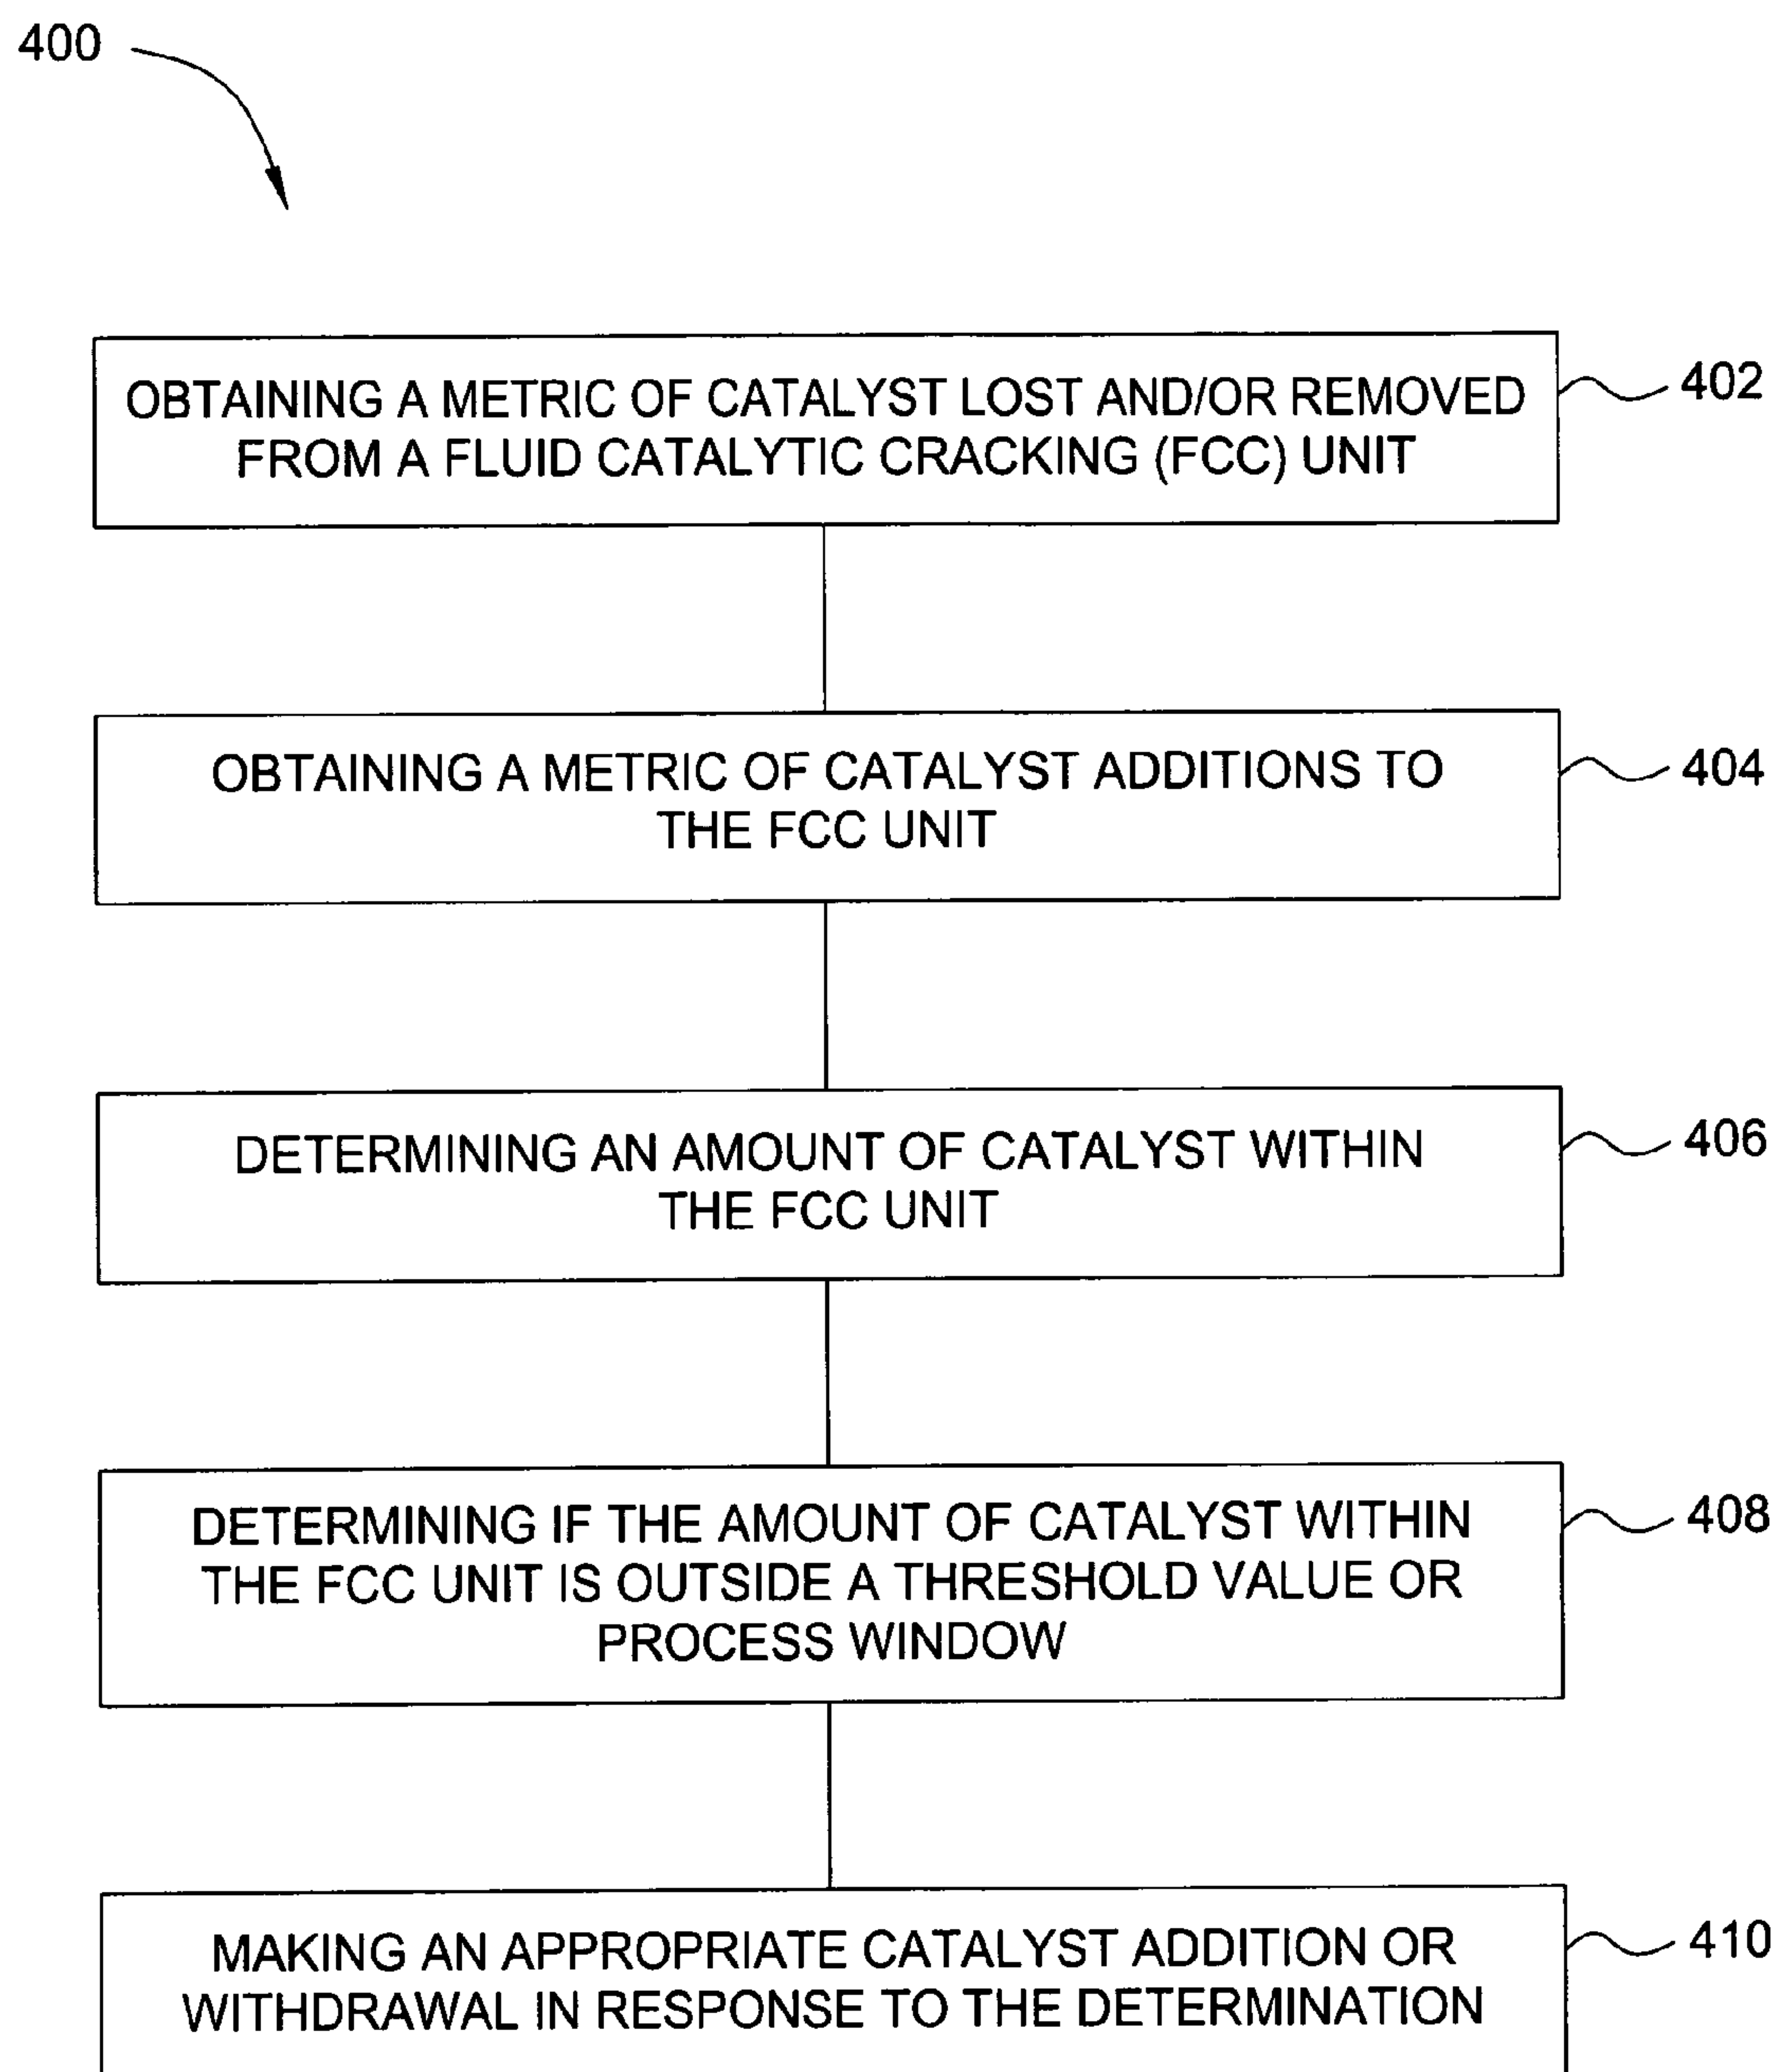 400
OBTAINING A METRIC OF CATALYST LOST AND/OR REMOVED
FROM A FLUID CATALYTIC CRACKING (FCC) UNIT
402
OBTAINING A METRIC OF CATALYST ADDITIONS TO
THE FCC UNIT
404
DETERMINING AN AMOUNT OF CATALYST WITHIN
THE FCC UNIT
406
DETERMINING IF THE AMOUNT OF CATALYST WITHIN
THE FCC UNIT IS OUTSIDE A THRESHOLD VALUE OR
PROCESS WINDOW
408
MAKING AN APPROPRIATE CATALYST ADDITION OR
WITHDRAWAL IN RESPONSE TO THE DETERMINATION
410